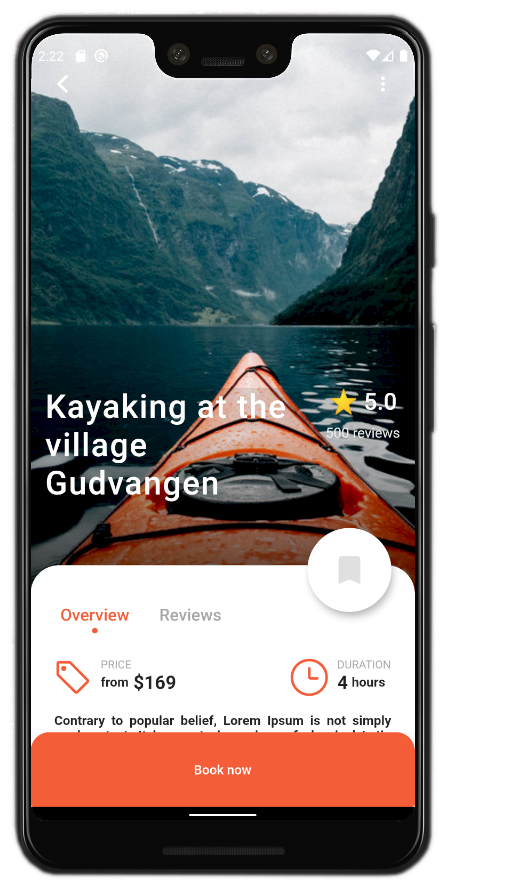 2:22
Kayaking at the
village
Gudvangen
5.0
500 reviews
Overview Reviews
PRICE
from $169
DURATION
4 hours
Contrary to popular belief, Lorem Ipsum is not simply
Book now